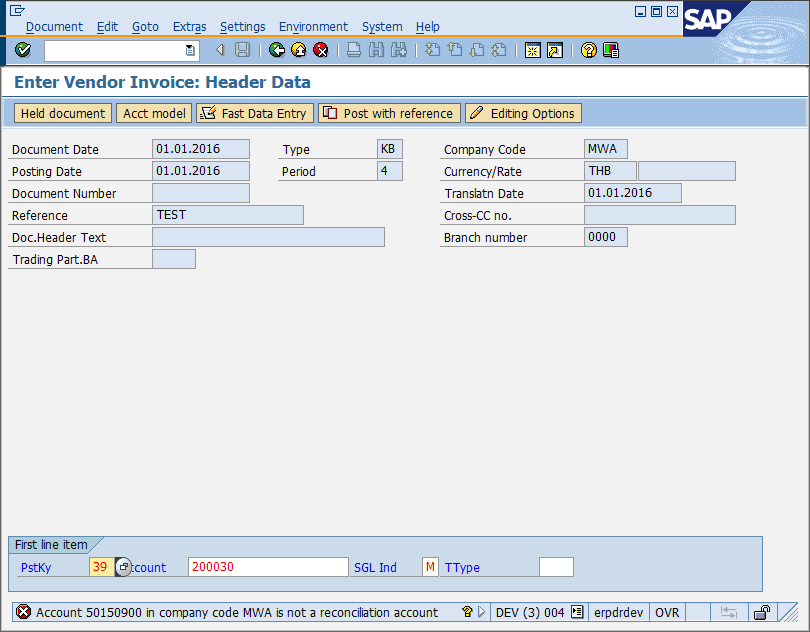 Document Edit Goto Extras Settings Environment System Help
SAP
Enter Vendor Invoice: Header Data
Held document Acct model Fast Data Entry Post with reference Editing Options
Document Date 01.01.2016 Type KB Company Code MWA
Posting Date 01.01.2016 Period 4 Currency/Rate THB
Document Number Translatn Date 01.01.2016
Reference TEST Cross-CC no.
Doc.Header Text Branch number 0000
Trading Part.BA
First line item
PstKy 39 count 200030 SGL Ind M TType
Account 50150900 in company code MWA is not a reconciliation account DEV (3) 004 erpdrdev OVR